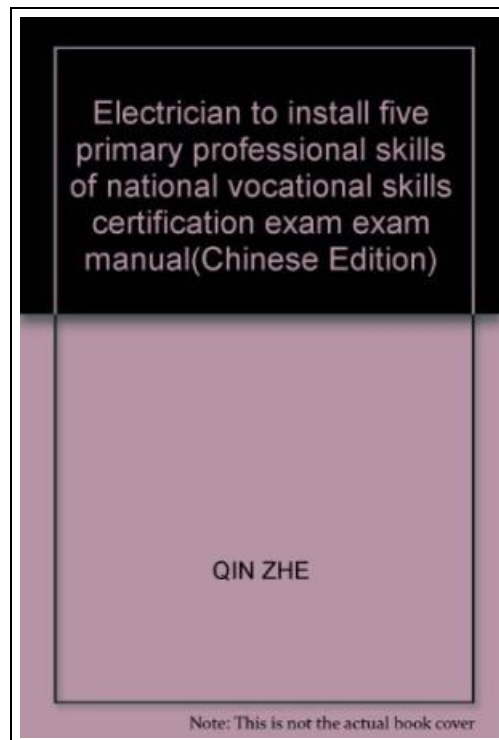 Electrician to install five
primary professional skills
of national vocational skills
certification exam exam
manual(Chinese Edition)
QIN ZHE
Note: This is not the actual book cover